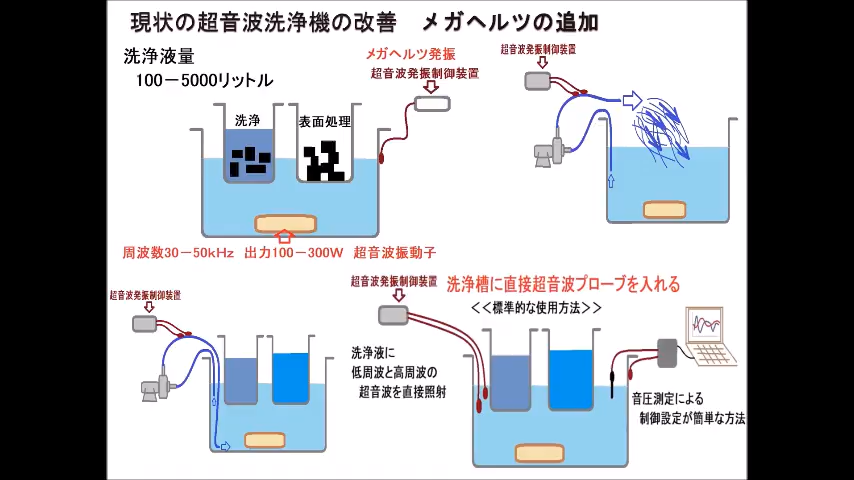 現状の超音波洗浄機の改善　メガヘルツの追加
洗浄液量
100－5000リットル
メガヘルツ発振
超音波発振制御装置
洗浄
表面処理
周波数30－50kHz　出力100－300W　超音波振動子
超音波発振制御装置
超音波発振制御装置
超音波発振制御装置
洗浄槽に直接超音波プローブを入れる
＜＜標準的な使用方法＞＞
洗浄液に
低周波と高周波の
超音波を直接照射
音圧測定による
制御設定が簡単な方法